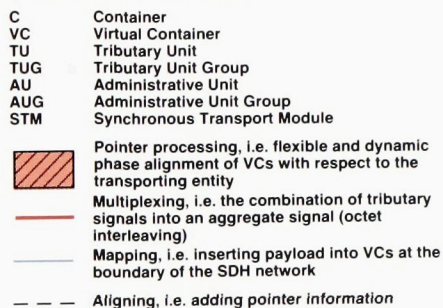 C Container
VC Virtual Container
TU Tributary Unit
TUG Tributary Unit Group
AU Administrative Unit
AUG Administrative Unit Group
STM Synchronous Transport Module
Pointer processing, i.e. flexible and dynamic
phase alignment of VCs with respect to the
transporting entity
Multiplexing, i.e. the combination of tributary
signals into an aggregate signal (octet
interleaving)
Mapping, i.e. inserting payload into VCs at the
boundary of the SDH network
Aligning, i.e. adding pointer information